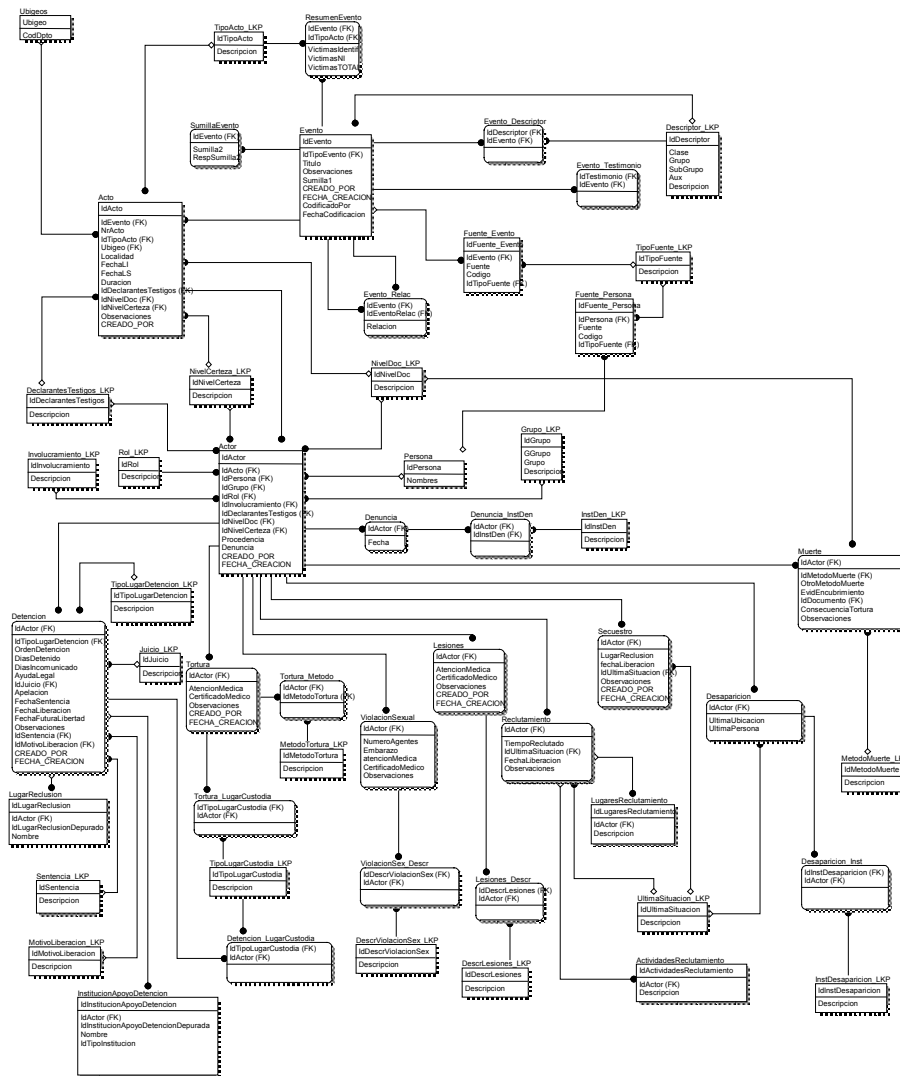 Ubigeos
Ubigeo
CodDpto
TipoActo_LKP
IdTipoActo
Descripcion
ResumenEvento
IdEvento (FK)
IdTipoActo (FK)
VictimasIdentif
VictimasNI
VictimasTOTAL
SumillaEvento
IdEvento (FK)
Sumilla2
RespSumilla2
Evento
IdEvento
IdTipoEvento (FK)
Titulo
Observaciones
Sumilla1
CREADO_POR
FECHA_CREACION
CodificadoPor
FechaCodificacion
Evento_Descriptor
IdDescriptor (FK)
IdEvento (FK)
Descriptor_LKP
IdDescriptor
Clase
Grupo
SubGrupo
Aux
Descripcion
Evento_Testimonio
IdTestimonio (FK)
IdEvento (FK)
Acto
IdActo
IdEvento (FK)
NrActo
IdTipoActo (FK)
Ubigeo (FK)
Localidad
FechaLI
FechaLS
Duracion
IdDeclarantesTestigos (FK)
IdNivelDoc (FK)
IdNivelCerteza (FK)
Observaciones
CREADO_POR
Fuente_Evento
IdFuente_Evento
IdEvento (FK)
Fuente
Codigo
IdTipoFuente (FK)
TipoFuente_LKP
IdTipoFuente
Descripcion
Evento_Relac
IdEvento (FK)
IdEventoRelac (FK)
Relacion
Fuente_Persona
IdFuente_Persona
IdPersona (FK)
Fuente
Codigo
IdTipoFuente (FK)
DeclarantesTestigos_LKP
IdDeclarantesTestigos
Descripcion
NivelCerteza_LKP
IdNivelCerteza
Descripcion
NivelDoc_LKP
IdNivelDoc
Descripcion
Involucramiento_LKP
IdInvolucramiento
Descripcion
Rol_LKP
IdRol
Descripcion
Actor
IdActor
IdActo (FK)
IdPersona (FK)
IdGrupo (FK)
IdRol (FK)
IdInvolucramiento (FK)
IdDeclarantesTestigos (FK)
IdNivelDoc (FK)
IdNivelCerteza (FK)
Procedencia
Denuncia
CREADO_POR
FECHA_CREACION
Persona
IdPersona
Nombres
Grupo_LKP
IdGrupo
GGrupo
Grupo
Descripcion
Denuncia
IdActor (FK)
Fecha
Denuncia_InstDen
IdActor (FK)
IdInstDen (FK)
InstDen_LKP
IdInstDen
Descripcion
Muerte
IdActor (FK)
IdMetodoMuerte (FK)
OtroMetodoMuerte
EvidEncubrimiento
IdDocumento (FK)
ConsecuenciaTortura
Observaciones
TipoLugarDetencion_LKP
IdTipoLugarDetencion
Descripcion
Detencion
IdActor (FK)
IdTipoLugarDetencion (FK)
OrdenDetencion
DiasDetenido
DiasIncomunicado
AyudaLegal
IdJuicio (FK)
Apelacion
FechaSentencia
FechaLiberacion
FechaFuturaLibertad
Observaciones
IdSentencia (FK)
IdMotivoLiberacion (FK)
CREADO_POR
FECHA_CREACION
Juicio_LKP
IdJuicio
Descripcion
Tortura
IdActor (FK)
AtencionMedica
CertificadoMedico
Observaciones
CREADO_POR
FECHA_CREACION
Tortura_Metodo
IdActor (FK)
IdMetodoTortura (FK)
MetodoTortura_LKP
IdMetodoTortura
Descripcion
ViolacionSexual
IdActor (FK)
NumeroAgentes
Embarazo
atencionMedica
CertificadoMedico
Observaciones
Lesiones
IdActor (FK)
AtencionMedica
CertificadoMedico
Observaciones
CREADO_POR
FECHA_CREACION
Reclutamiento
IdActor (FK)
TiempoReclutado
IdUltimaSituacion (FK)
FechaLiberacion
Observaciones
Secuestro
IdActor (FK)
LugarReclusion
fechaLiberacion
IdUltimaSituacion (FK)
Observaciones
CREADO_POR
FECHA_CREACION
Desaparicion
IdActor (FK)
UltimaUbicacion
UltimaPersona
MetodoMuerte_LKP
IdMetodoMuerte
Descripcion
LugarReclusion
IdLugarReclusion
IdActor (FK)
IdLugarReclusionDepurado
Nombre
Tortura_LugarCustodia
IdTipoLugarCustodia (FK)
IdActor (FK)
LugaresReclutamiento
IdLugaresReclutamiento
IdActor (FK)
Descripcion
TipoLugarCustodia_LKP
IdTipoLugarCustodia
Descripcion
ViolacionSex_Descr
IdDescrViolacionSex (FK)
IdActor (FK)
Lesiones_Descr
IdDescrLesiones (FK)
IdActor (FK)
Desaparicion_Inst
IdInstDesaparicion (FK)
IdActor (FK)
Sentencia_LKP
IdSentencia
Descripcion
UltimaSituacion_LKP
IdUltimaSituacion
Descripcion
MotivoLiberacion_LKP
IdMotivoLiberacion
Descripcion
Detencion_LugarCustodia
IdTipoLugarCustodia (FK)
IdActor (FK)
DescrViolacionSex_LKP
IdDescrViolacionSex
Descripcion
DescrLesiones_LKP
IdDescrLesiones
Descripcion
ActividadesReclutamiento
IdActividadesReclutamiento
IdActor (FK)
Descripcion
InstDesaparicion_LKP
IdInstDesaparicion
Descripcion
InstitucionApoyoDetencion
IdInstitucionApoyoDetencion
IdActor (FK)
IdInstitucionApoyoDetencionDepurada
Nombre
IdTipoInstitucion